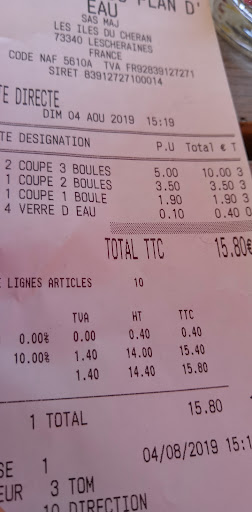 PLAN D'
EAU
SAS MAJ
LES ILES DU CHERAN
73340 LESCHERAINES
FRANCE
CODE NAF 5610A TVA FR92839127271
SIRET 83912727100014
TE DIRECTE
DIM 04 AOU 2019 15:19
TE DESIGNATION P.U Total € T
2 COUPE 3 BOULES 5.00 10.00 3
1 COUPE 2 BOULES 3.50 3.50 3
1 COUPE 1 BOULE 1.90 1.90 3
4 VERRE D EAU 0.10 0.40 0
TOTAL TTC 15.80€
E LIGNES ARTICLES 10
TVA HT TTC
0.00% 0.00 0.40 0.40
10.00% 1.40 14.00 15.40
1.40 14.40 15.80
1 TOTAL 15.80
04/08/2019 15:1
SE 1
EUR 3 TOM
10 DIRECTION